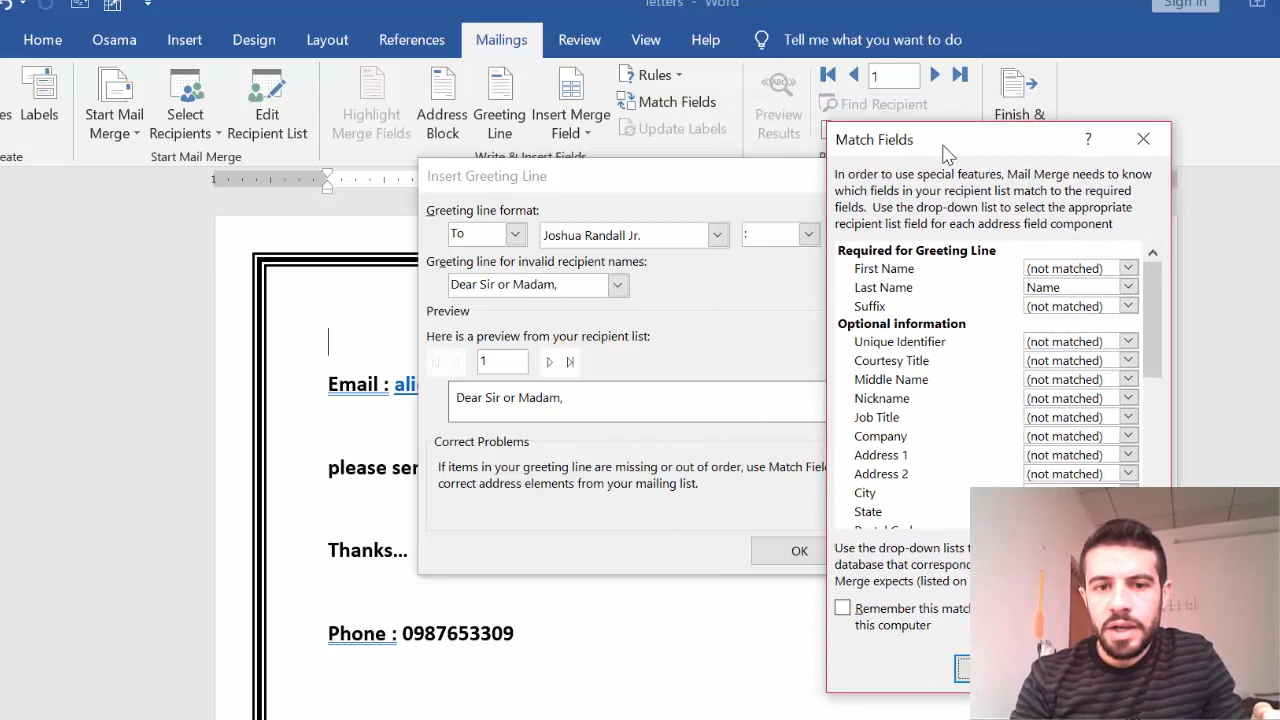 letters - Word
Sign in
Home Osama Insert Design Layout References Mailings Review View Help Tell me what you want to do
Labels
Start Mail Merge
Select Recipients
Edit Recipient List
Start Mail Merge
Highlight Merge Fields
Address Block
Greeting Line
Insert Merge Field
Rules
Match Fields
Update Labels
Write & Insert Fields
Preview Results
1
Find Recipient
Finish &
1
Insert Greeting Line
Greeting line format:
To Joshua Randall Jr. :
Greeting line for invalid recipient names:
Dear Sir or Madam,
Preview
Here is a preview from your recipient list:
1
Dear Sir or Madam,
Correct Problems
If items in your greeting line are missing or out of order, use Match
correct address elements from your mailing list.
OK
Match Fields ?
In order to use special features, Mail Merge needs to know
which fields in your recipient list match to the required
fields. Use the drop-down list to select the appropriate
recipient list field for each address field component
Required for Greeting Line
First Name (not matched)
Last Name Name
Suffix (not matched)
Optional information
Unique Identifier (not matched)
Courtesy Title (not matched)
Middle Name (not matched)
Nickname (not matched)
Job Title (not matched)
Company (not matched)
Address 1 (not matched)
Address 2 (not matched)
City
State
Use the drop-down lists
database that
Merge expects (listed on
Remember this
this computer
Email :
please
Thanks...
Phone : 0987653309